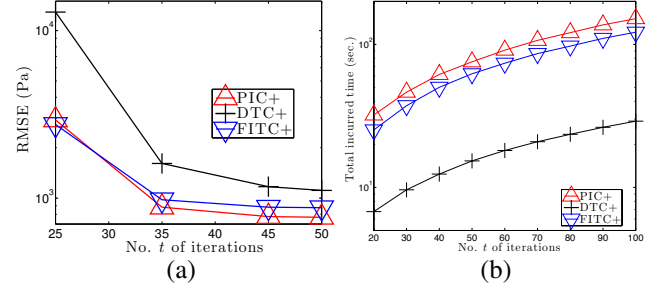 10^4
10^3
RMSE (Pa)
PIC+
DTC+
FITC+
25 30 35 40 45 50
No. t of iterations
(a)
10^2
10^1
Total incurred time (sec.)
PIC+
DTC+
FITC+
20 30 40 50 60 70 80 90 100
No. t of iterations
(b)